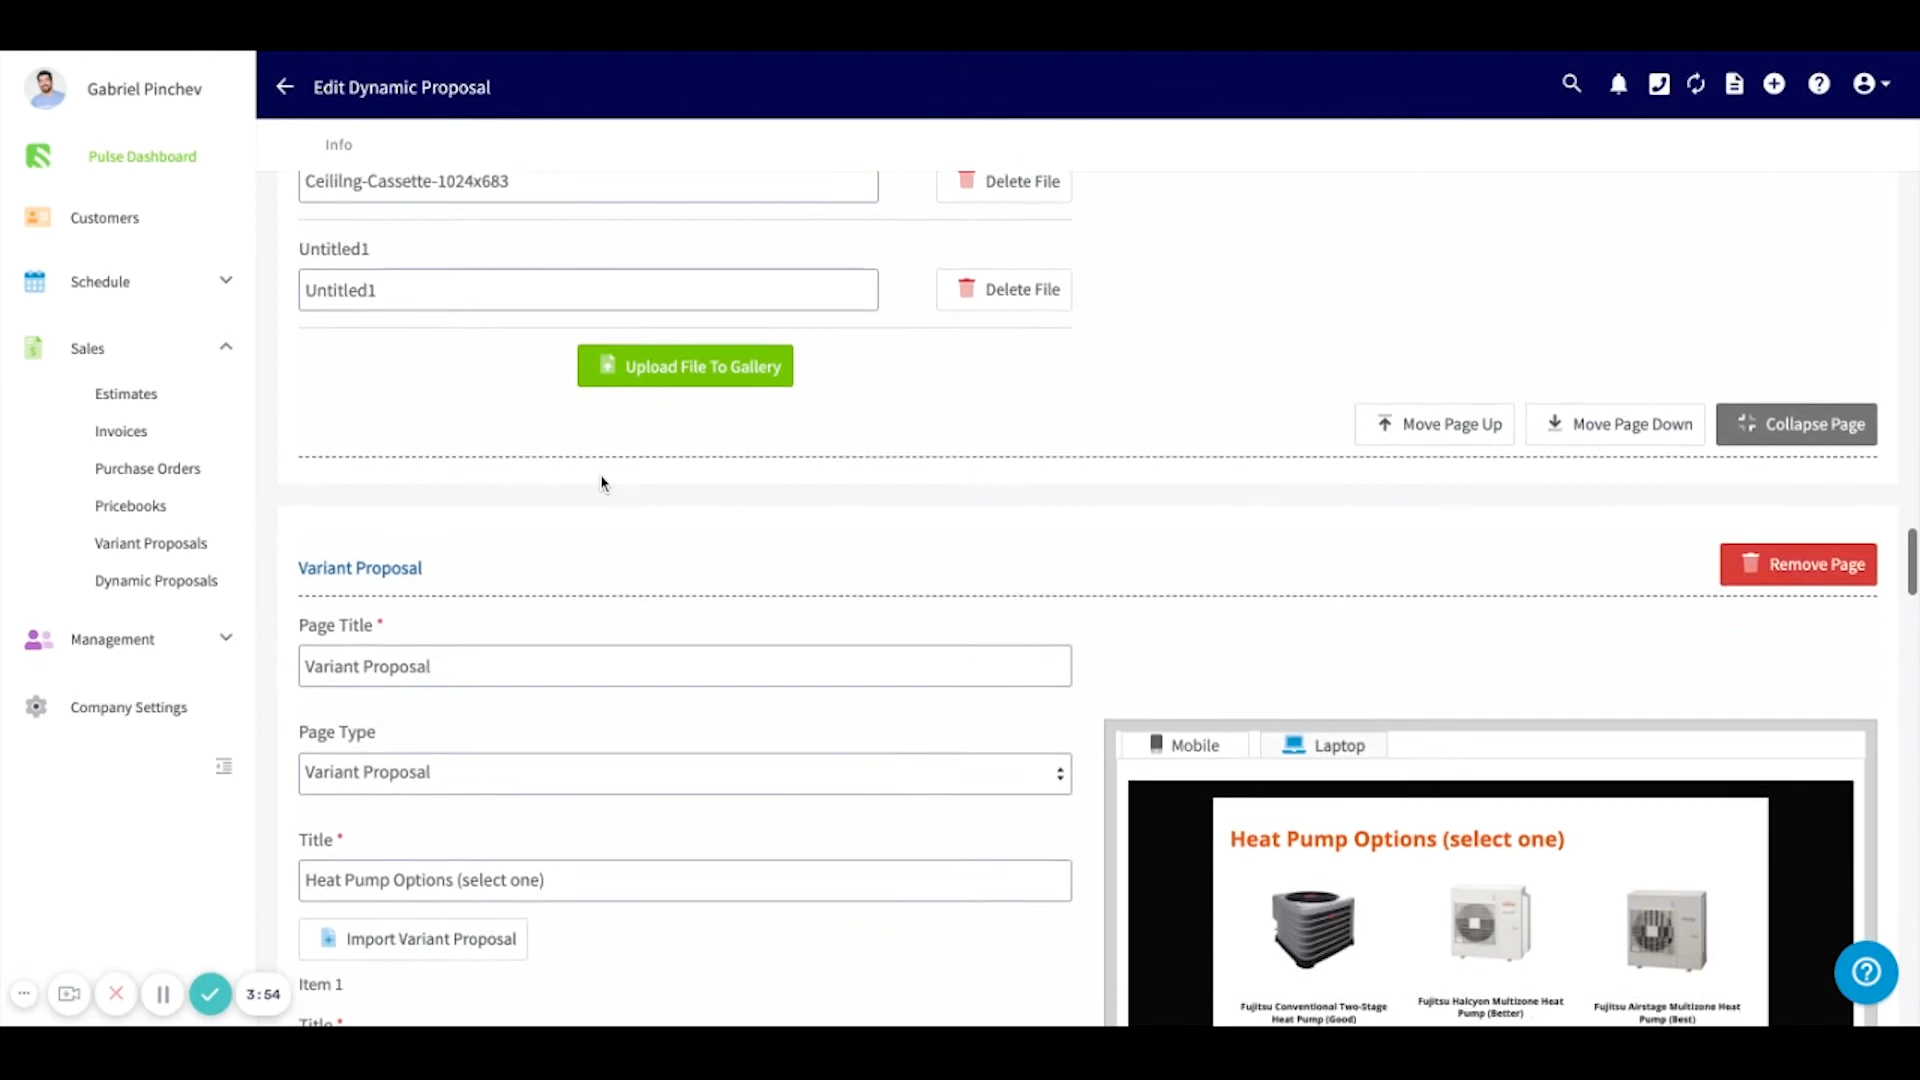 Gabriel Pinchev
Edit Dynamic Proposal
Pulse Dashboard
Info
Customers
Schedule
Sales
Estimates
Invoices
Purchase Orders
Pricebooks
Variant Proposals
Dynamic Proposals
Management
Company Settings
Ceililng-Cassette-1024x683
Delete File
Untitled1
Untitled1
Delete File
Upload File To Gallery
Move Page Up
Move Page Down
Collapse Page
Variant Proposal
Remove Page
Page Title *
Variant Proposal
Page Type
Variant Proposal
Title *
Heat Pump Options (select one)
Import Variant Proposal
Item 1
Title *
Mobile
Laptop
Heat Pump Options (select one)
Fujitsu Conventional Two-Stage
Heat Pump (Good)
Fujitsu Halcyon Multizone Heat
Pump (Better)
Fujitsu Airstage Multizone Heat
Pump (Best)
3:54